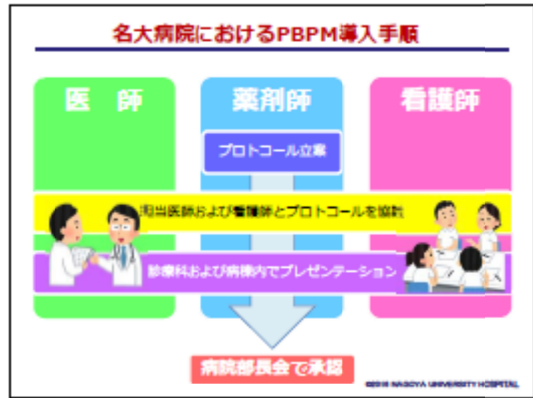 名大病院におけるPBPM導入手順
医 師
薬剤師
看護師
プロトコール立案
担当医師および看護師とプロトコールを協議
診療科および病棟内でプレゼンテーション
病院部長会で承認
©2016 NAGOYA UNIVERSITY HOSPITAL